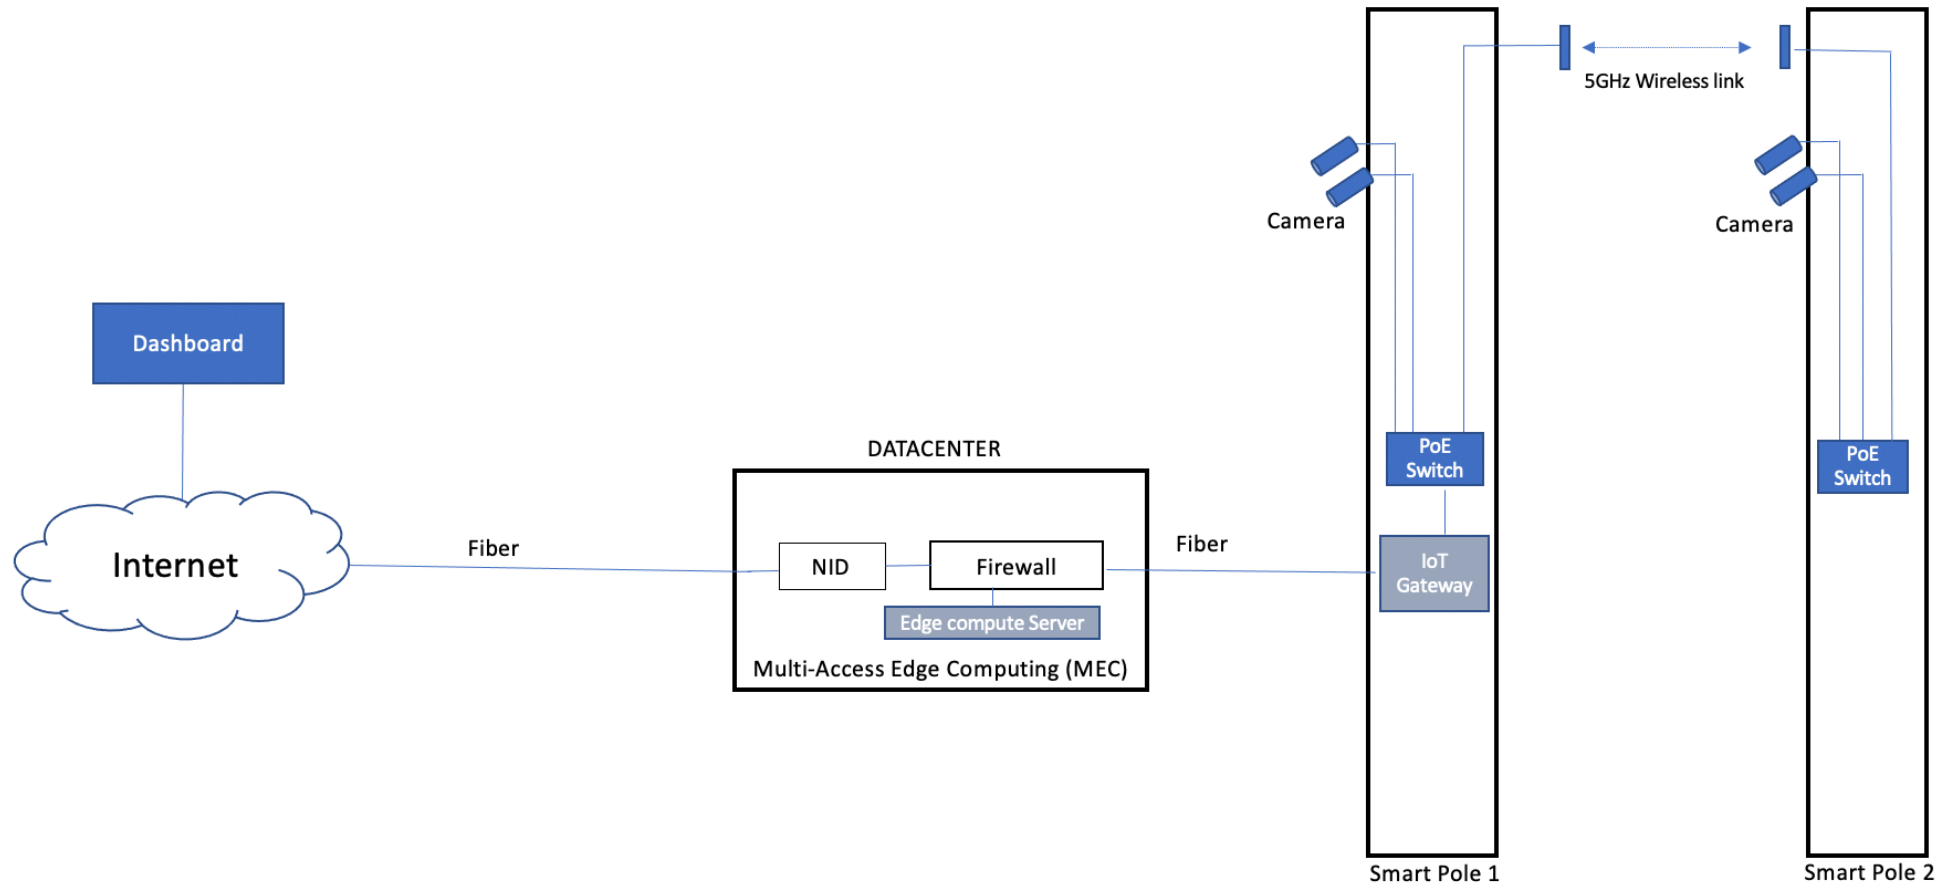 5GHz Wireless link
Camera
Camera
Dashboard
DATACENTER
PoE
Switch
PoE
Switch
Internet
Fiber
NID
Firewall
Fiber
IoT
Gateway
Edge compute Server
Multi-Access Edge Computing (MEC)
Smart Pole 1
Smart Pole 2